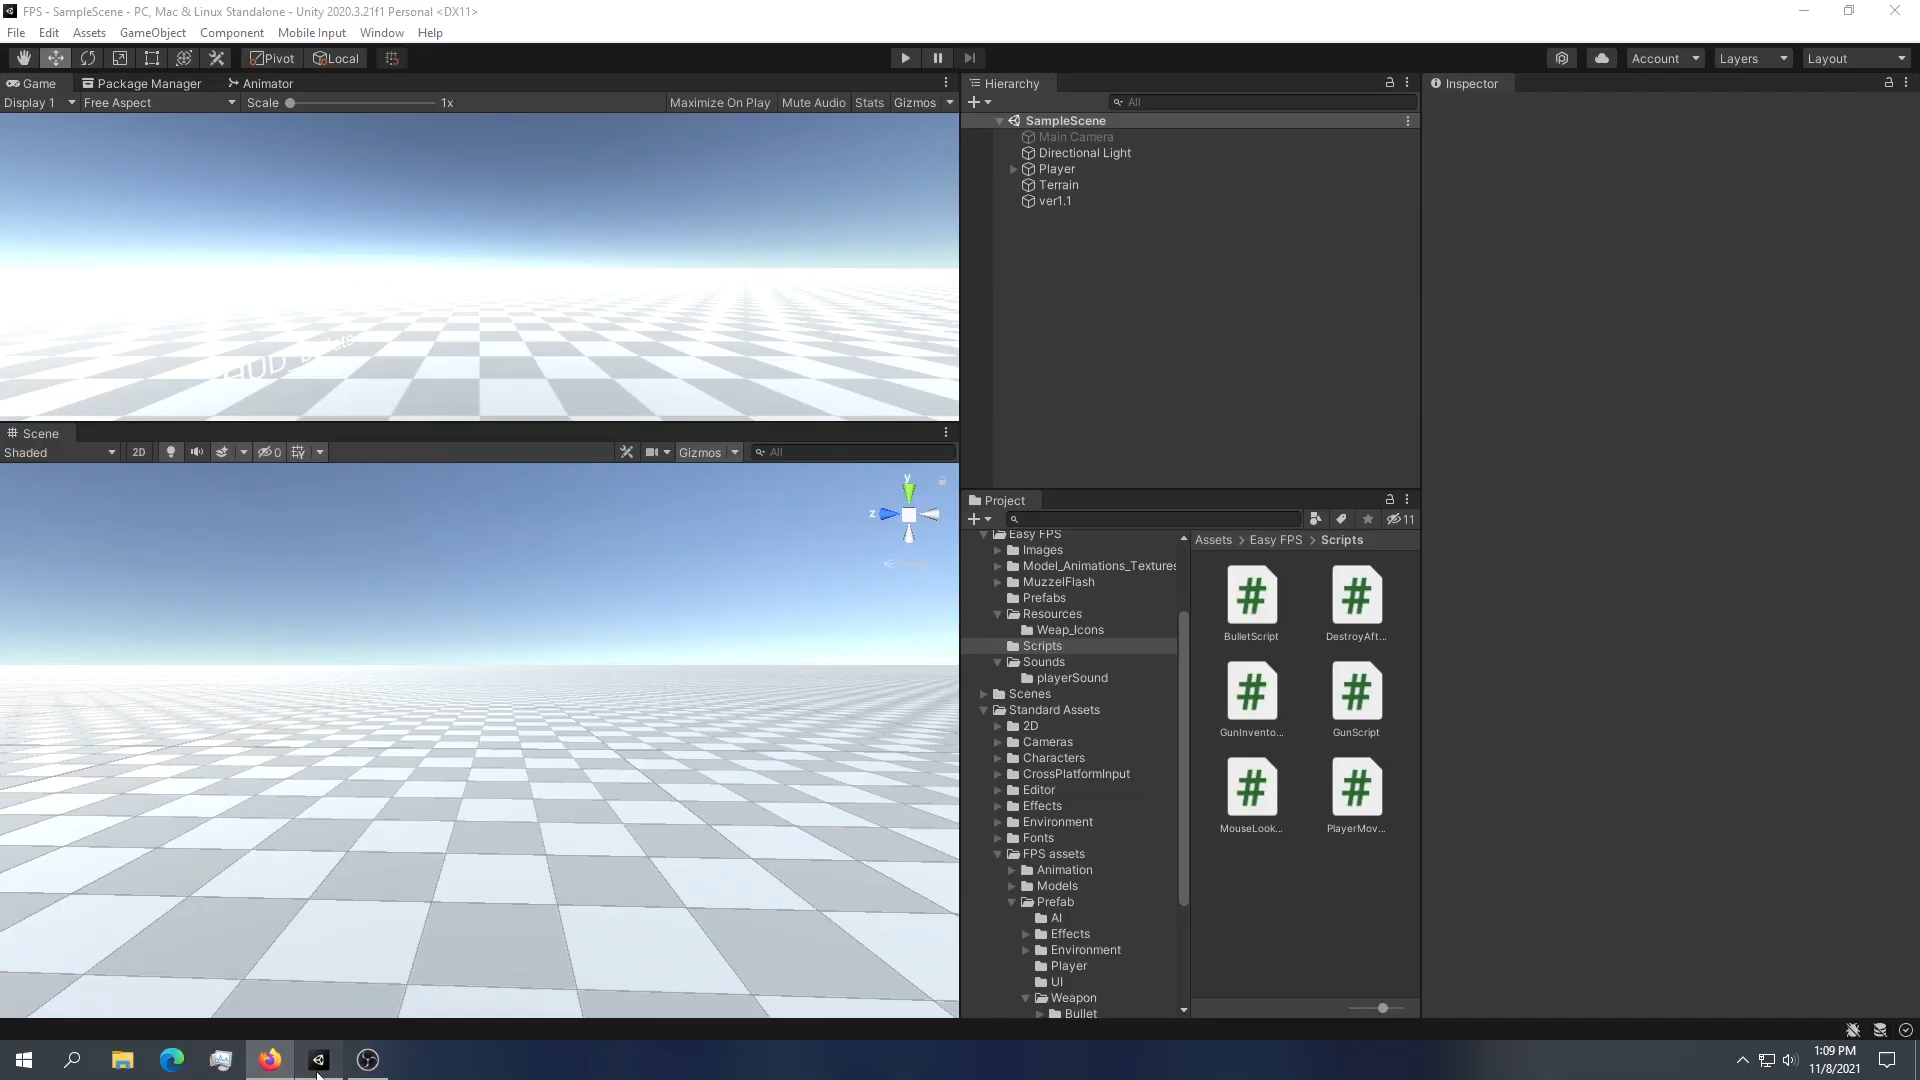 FPS - SampleScene - PC, Mac & Linux Standalone - Unity 2020.3.21f1 Personal <DX11>
File Edit Assets GameObject Component Mobile Input Window Help
Pivot Local Account Layers Layout
Game Package Manager Animator
Display 1 Free Aspect Scale 1x Maximize On Play Mute Audio Stats Gizmos
HUD_bullets
Scene
Shaded 2D 0 Gizmos All
y
z
Hierarchy
All
SampleScene
Main Camera
Directional Light
Player
Terrain
ver1.1
Inspector
Project
11
Easy FPS
Images
Model_Animations_Textures
MuzzelFlash
Prefabs
Resources
Weap_Icons
Scripts
Sounds
playerSound
Scenes
Standard Assets
2D
Cameras
Characters
CrossPlatformInput
Editor
Effects
Environment
Fonts
FPS assets
Animation
Models
Prefab
AI
Effects
Environment
Player
UI
Weapon
Bullet
Assets > Easy FPS > Scripts
# #
BulletScript DestroyAft...
# #
GunInvento... GunScript
# #
MouseLook... PlayerMov...
1:09 PM
11/8/2021